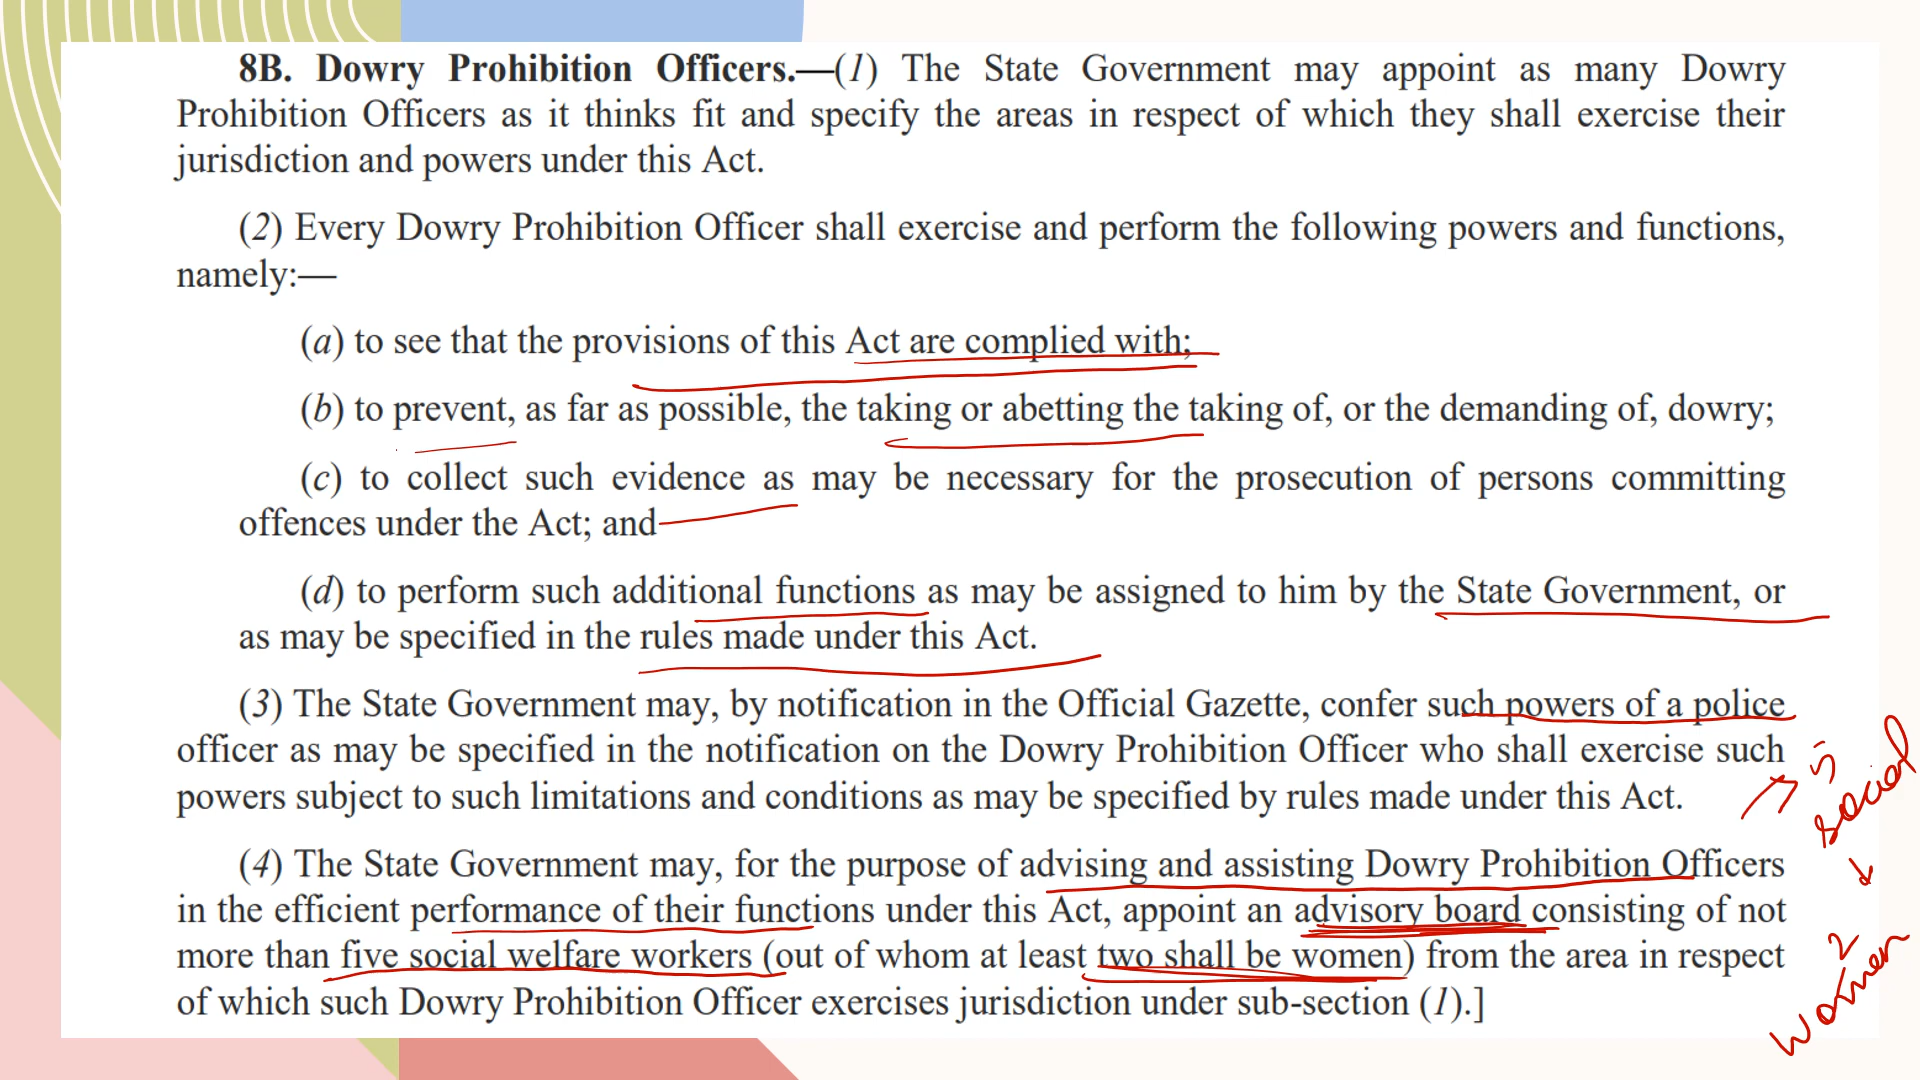 8B. Dowry Prohibition Officers.—(1) The State Government may appoint as many Dowry
Prohibition Officers as it thinks fit and specify the areas in respect of which they shall exercise their
jurisdiction and powers under this Act.
(2) Every Dowry Prohibition Officer shall exercise and perform the following powers and functions,
namely:—
(a) to see that the provisions of this Act are complied with;
(b) to prevent, as far as possible, the taking or abetting the taking of, or the demanding of, dowry;
(c) to collect such evidence as may be necessary for the prosecution of persons committing
offences under the Act; and
(d) to perform such additional functions as may be assigned to him by the State Government, or
as may be specified in the rules made under this Act.
(3) The State Government may, by notification in the Official Gazette, confer such powers of a police
officer as may be specified in the notification on the Dowry Prohibition Officer who shall exercise such
powers subject to such limitations and conditions as may be specified by rules made under this Act.
(4) The State Government may, for the purpose of advising and assisting Dowry Prohibition Officers
in the efficient performance of their functions under this Act, appoint an advisory board consisting of not
more than five social welfare workers (out of whom at least two shall be women) from the area in respect
of which such Dowry Prohibition Officer exercises jurisdiction under sub-section (1).]
5
social
2
women